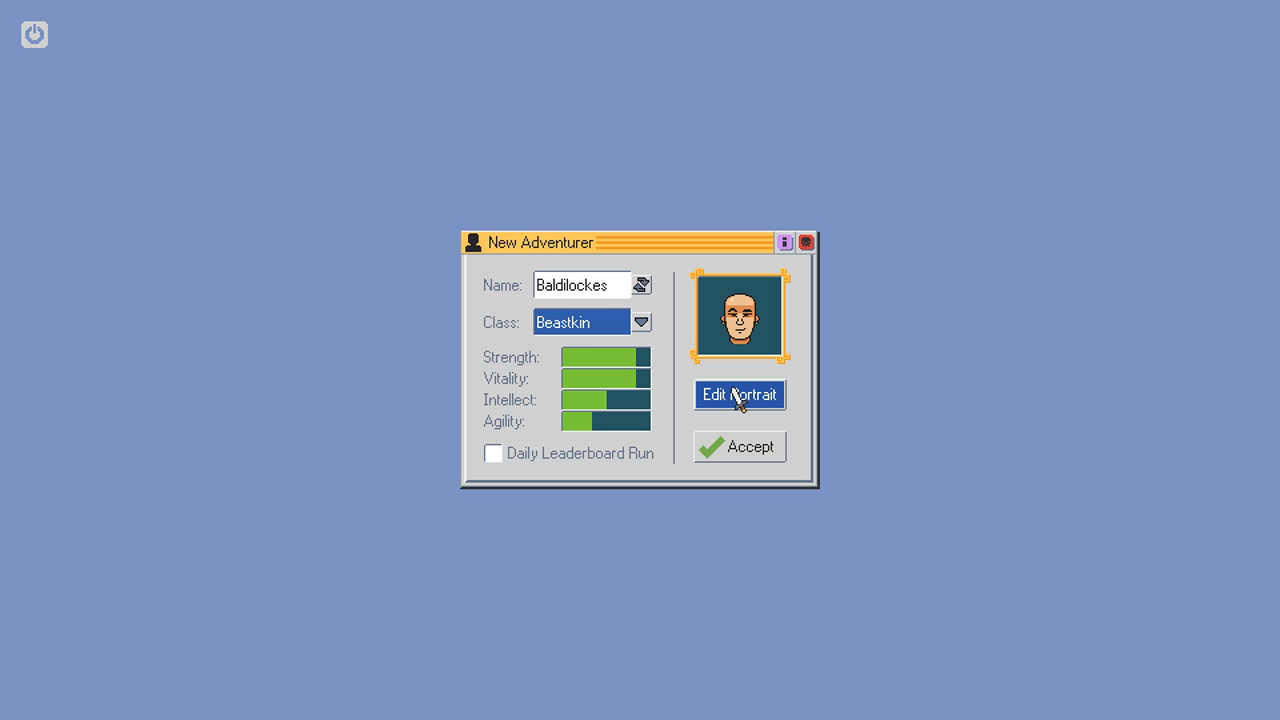 New Adventurer
Name: Baldilockes
Class: Beastkin
Strength:
Vitality:
Intellect:
Agility:
Daily Leaderboard Run
Edit Portrait
Accept